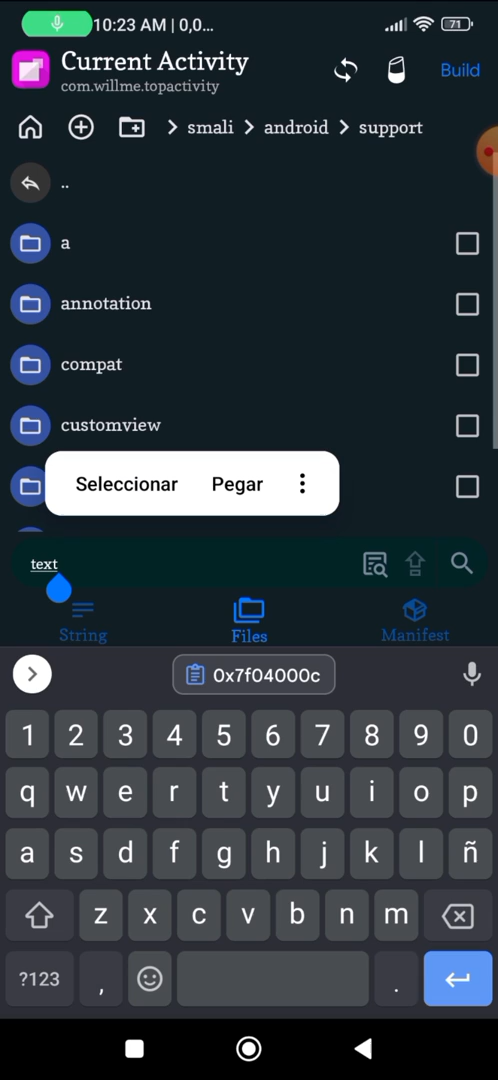 10:23 AM | 0,0...
71
Current Activity
com.willme.topactivity
Build
smali
android
support
..
a
annotation
compat
customview
Seleccionar
Pegar
text
String
Files
Manifest
0x7f04000c
1 2 3 4 5 6 7 8 9 0
q w e r t y u i o p
a s d f g h j k l ñ
z x c v b n m
?123 , .